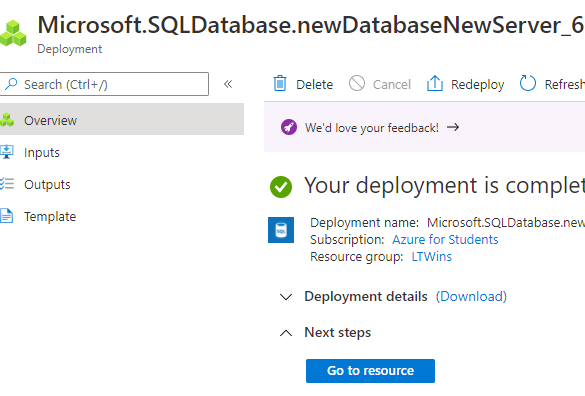 Microsoft.SQLDatabase.newDatabaseNewServer_6
Deployment
Search (Ctrl+/)
«
Delete
Cancel
Redeploy
Refresh
Overview
We'd love your feedback! →
Inputs
Outputs
Template
Your deployment is complet
Deployment name: Microsoft.SQLDatabase.new
Subscription: Azure for Students
Resource group: LTWins
Deployment details (Download)
Next steps
Go to resource
SQL